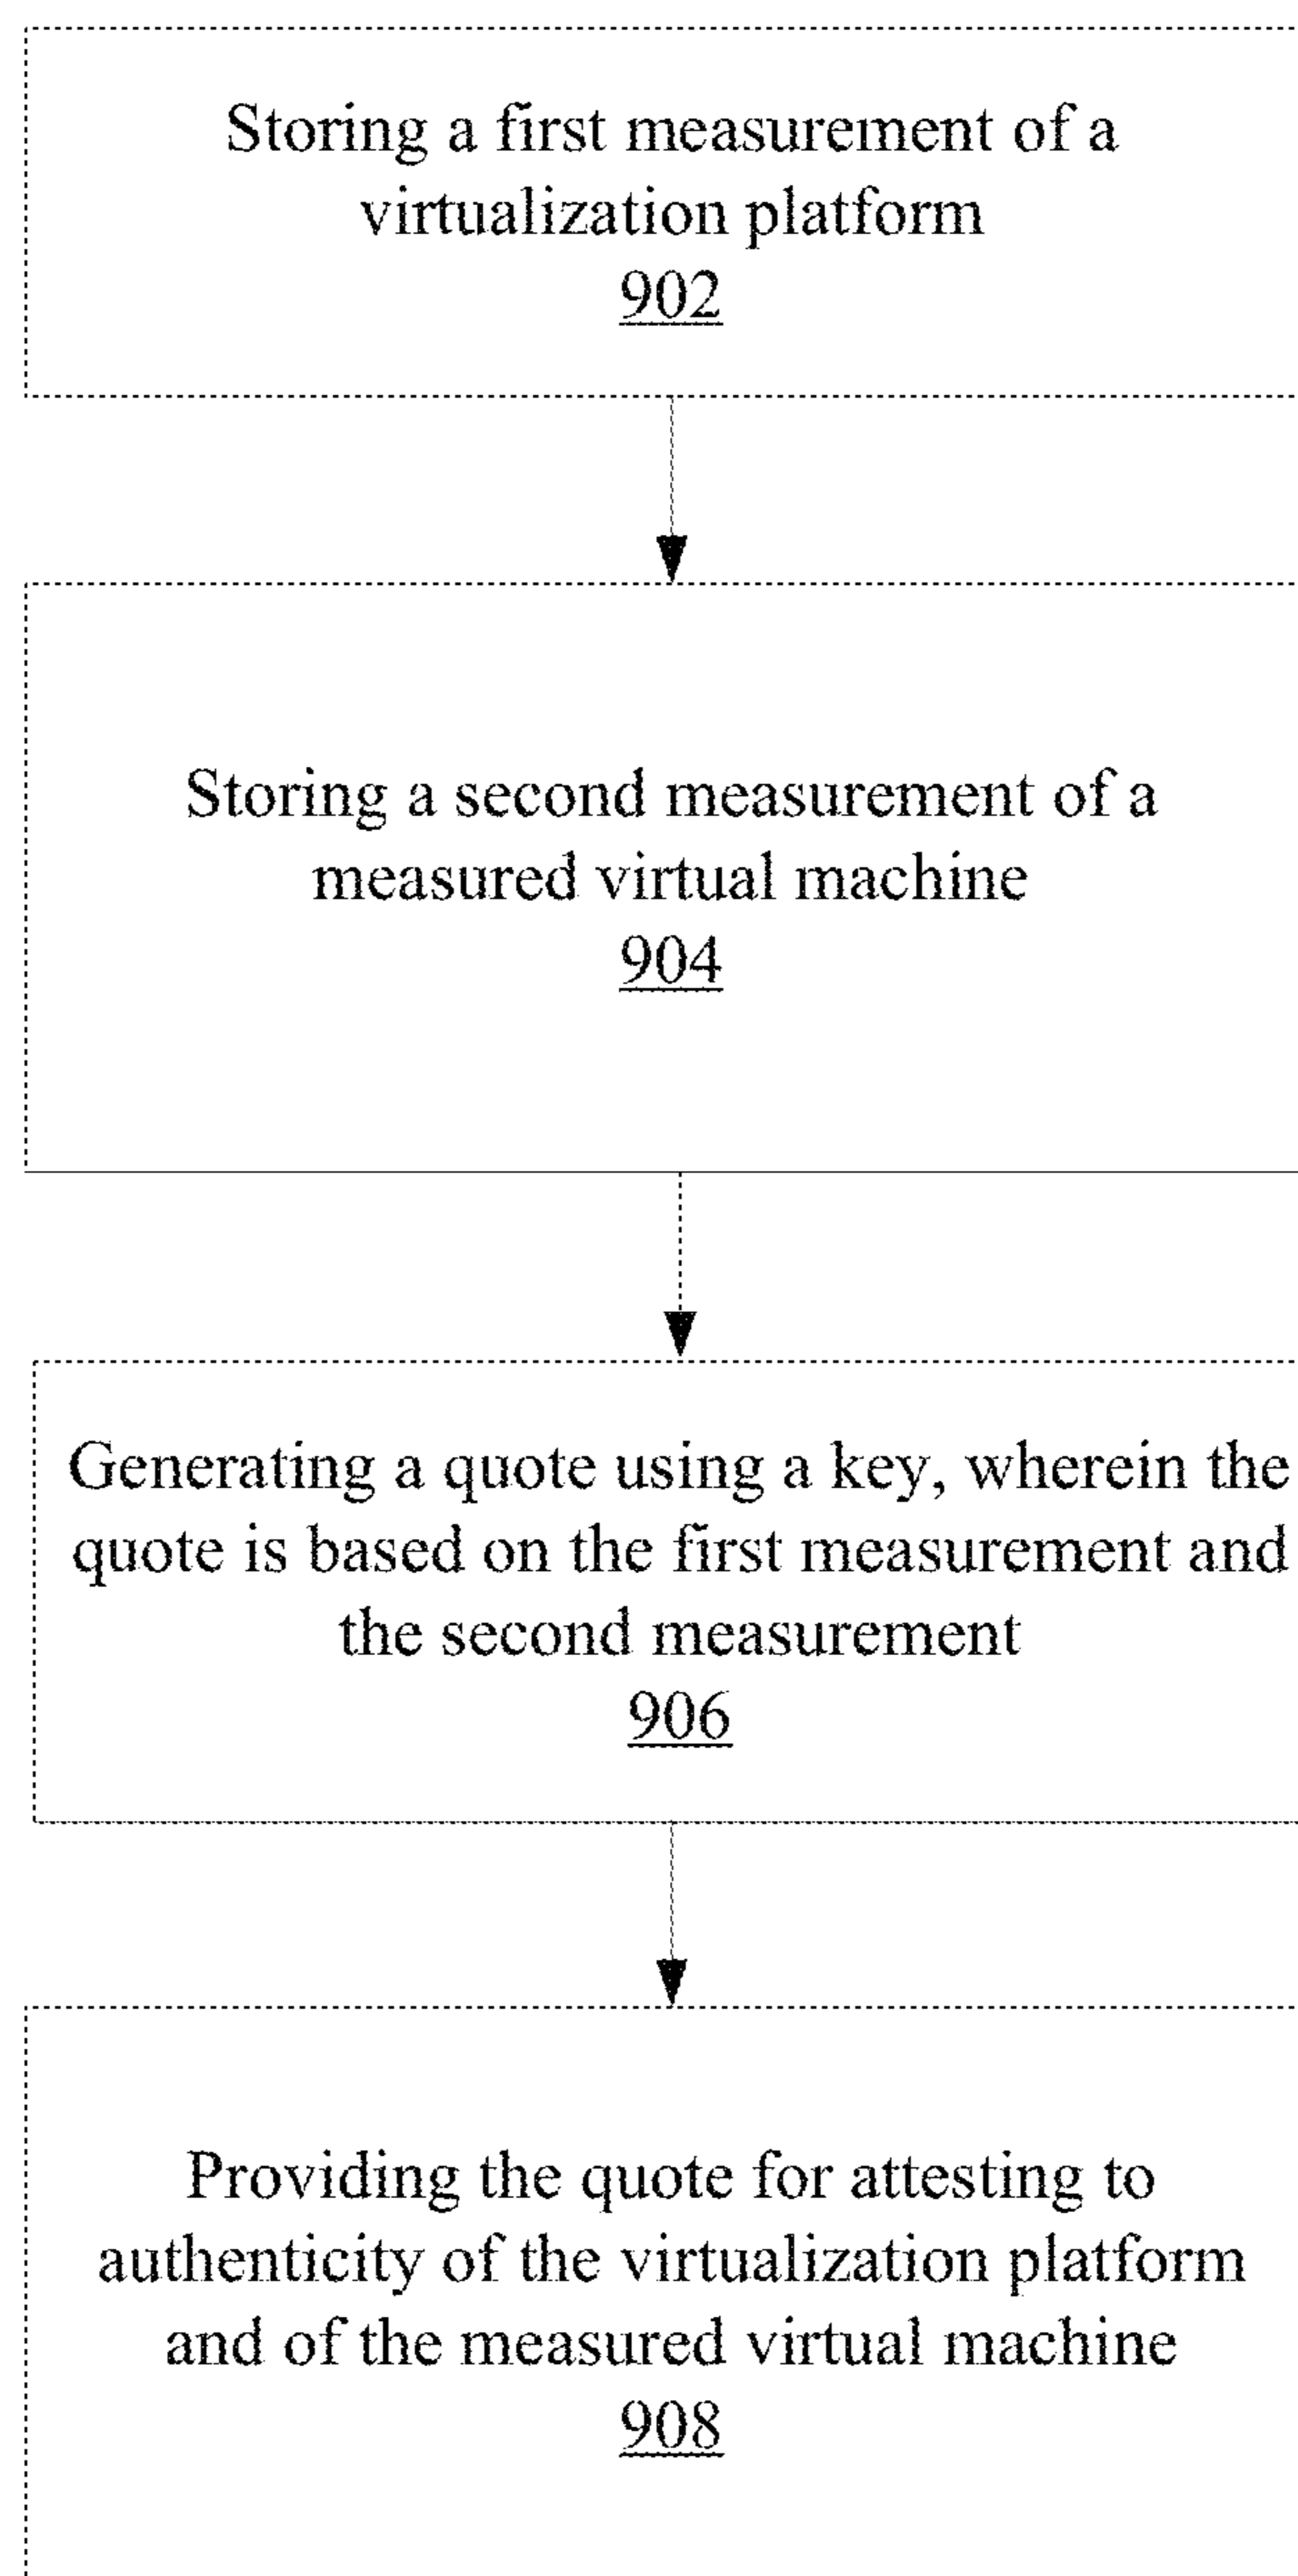 Storing a first measurement of a
virtualization platform
902
Storing a second measurement of a
measured virtual machine
904
Generating a quote using a key, wherein the
quote is based on the first measurement and
the second measurement
906
Providing the quote for attesting to
authenticity of the virtualization platform
and of the measured virtual machine
908